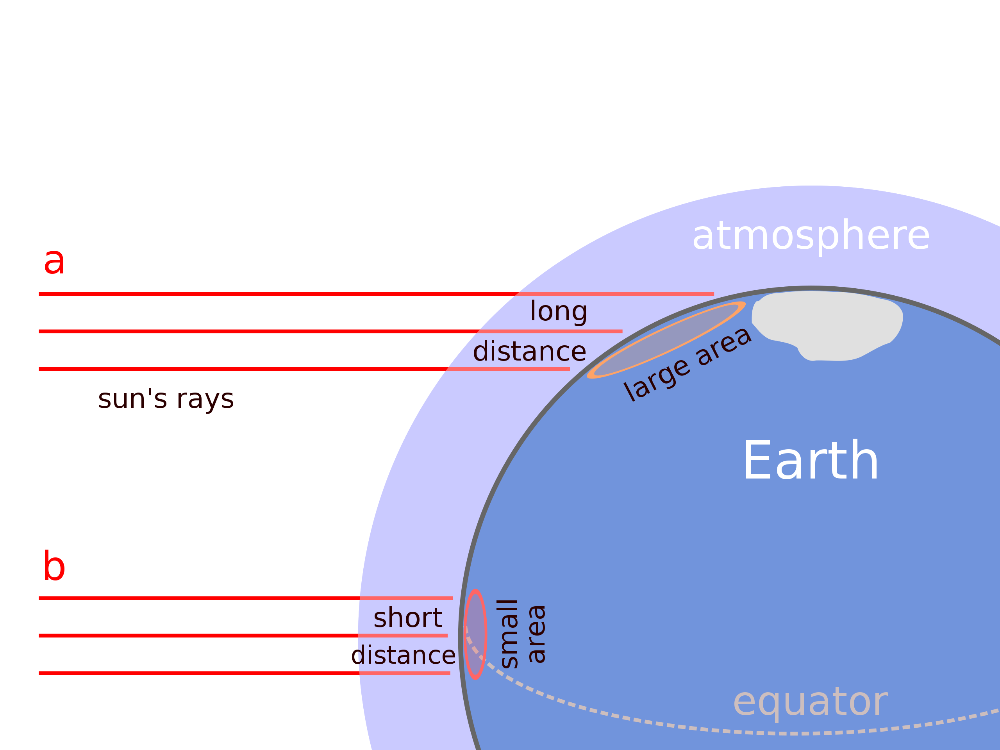 atmosphere
a
long
distance
large area
sun's rays
Earth
b
short
distance
small
area
equator